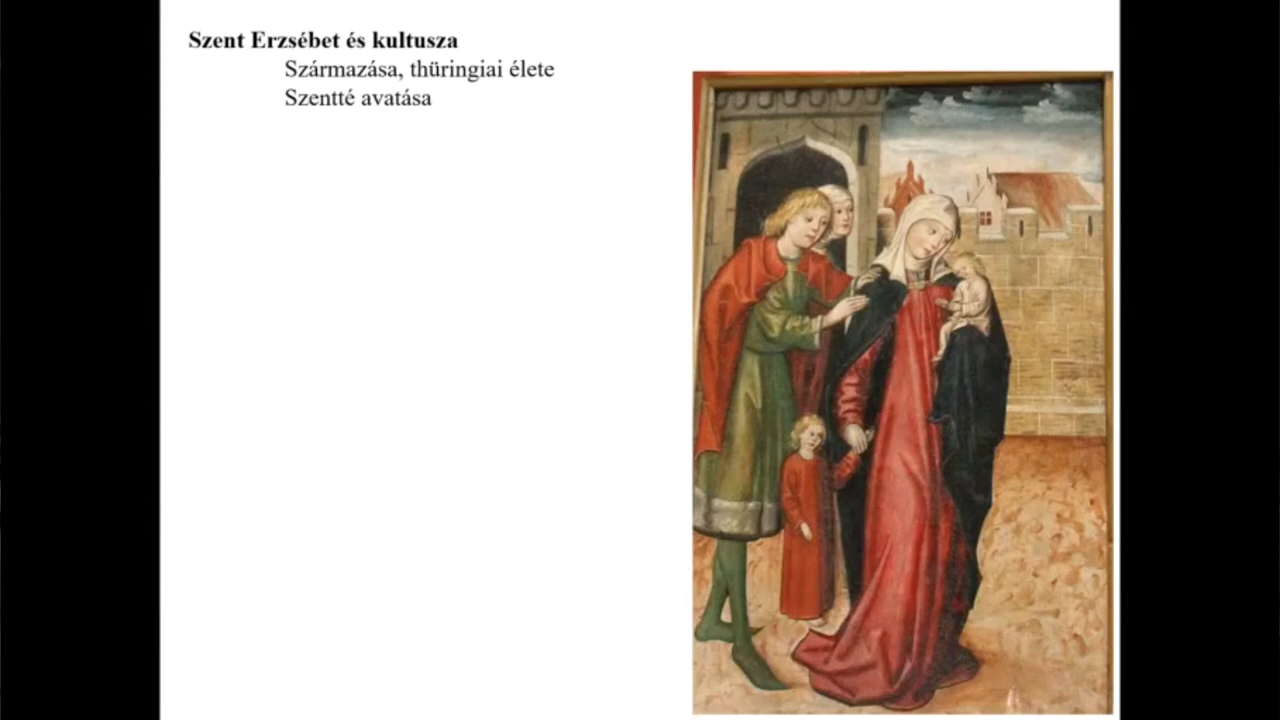 Szent Erzsébet és kultusza
Származása, thüringiai élete
Szentté avatása